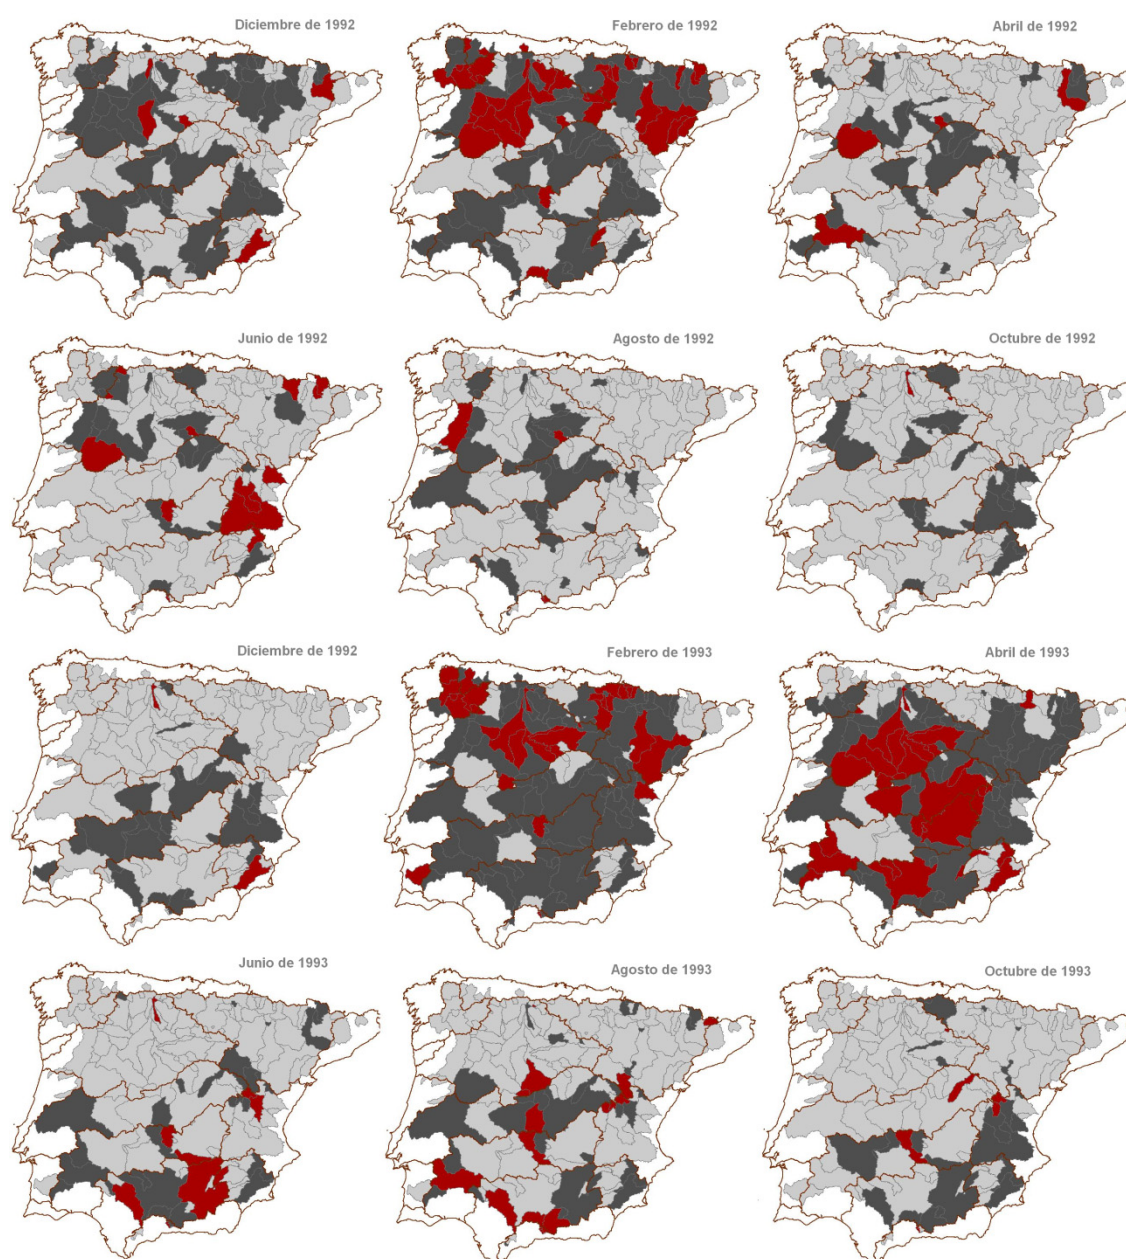 Diciembre de 1992
Febrero de 1992
Abril de 1992
Junio de 1992
Agosto de 1992
Octubre de 1992
Diciembre de 1992
Febrero de 1993
Abril de 1993
Junio de 1993
Agosto de 1993
Octubre de 1993